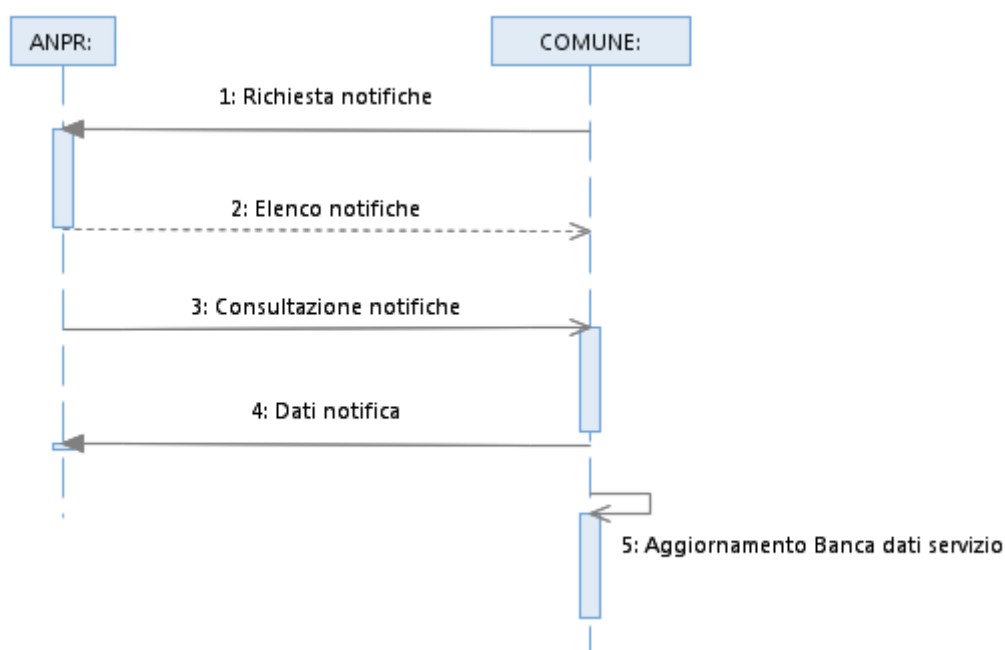 ANPR:
COMUNE:
1: Richiesta notifiche
2: Elenco notifiche
3: Consultazione notifiche
4: Dati notifica
5: Aggiornamento Banca dati servizio